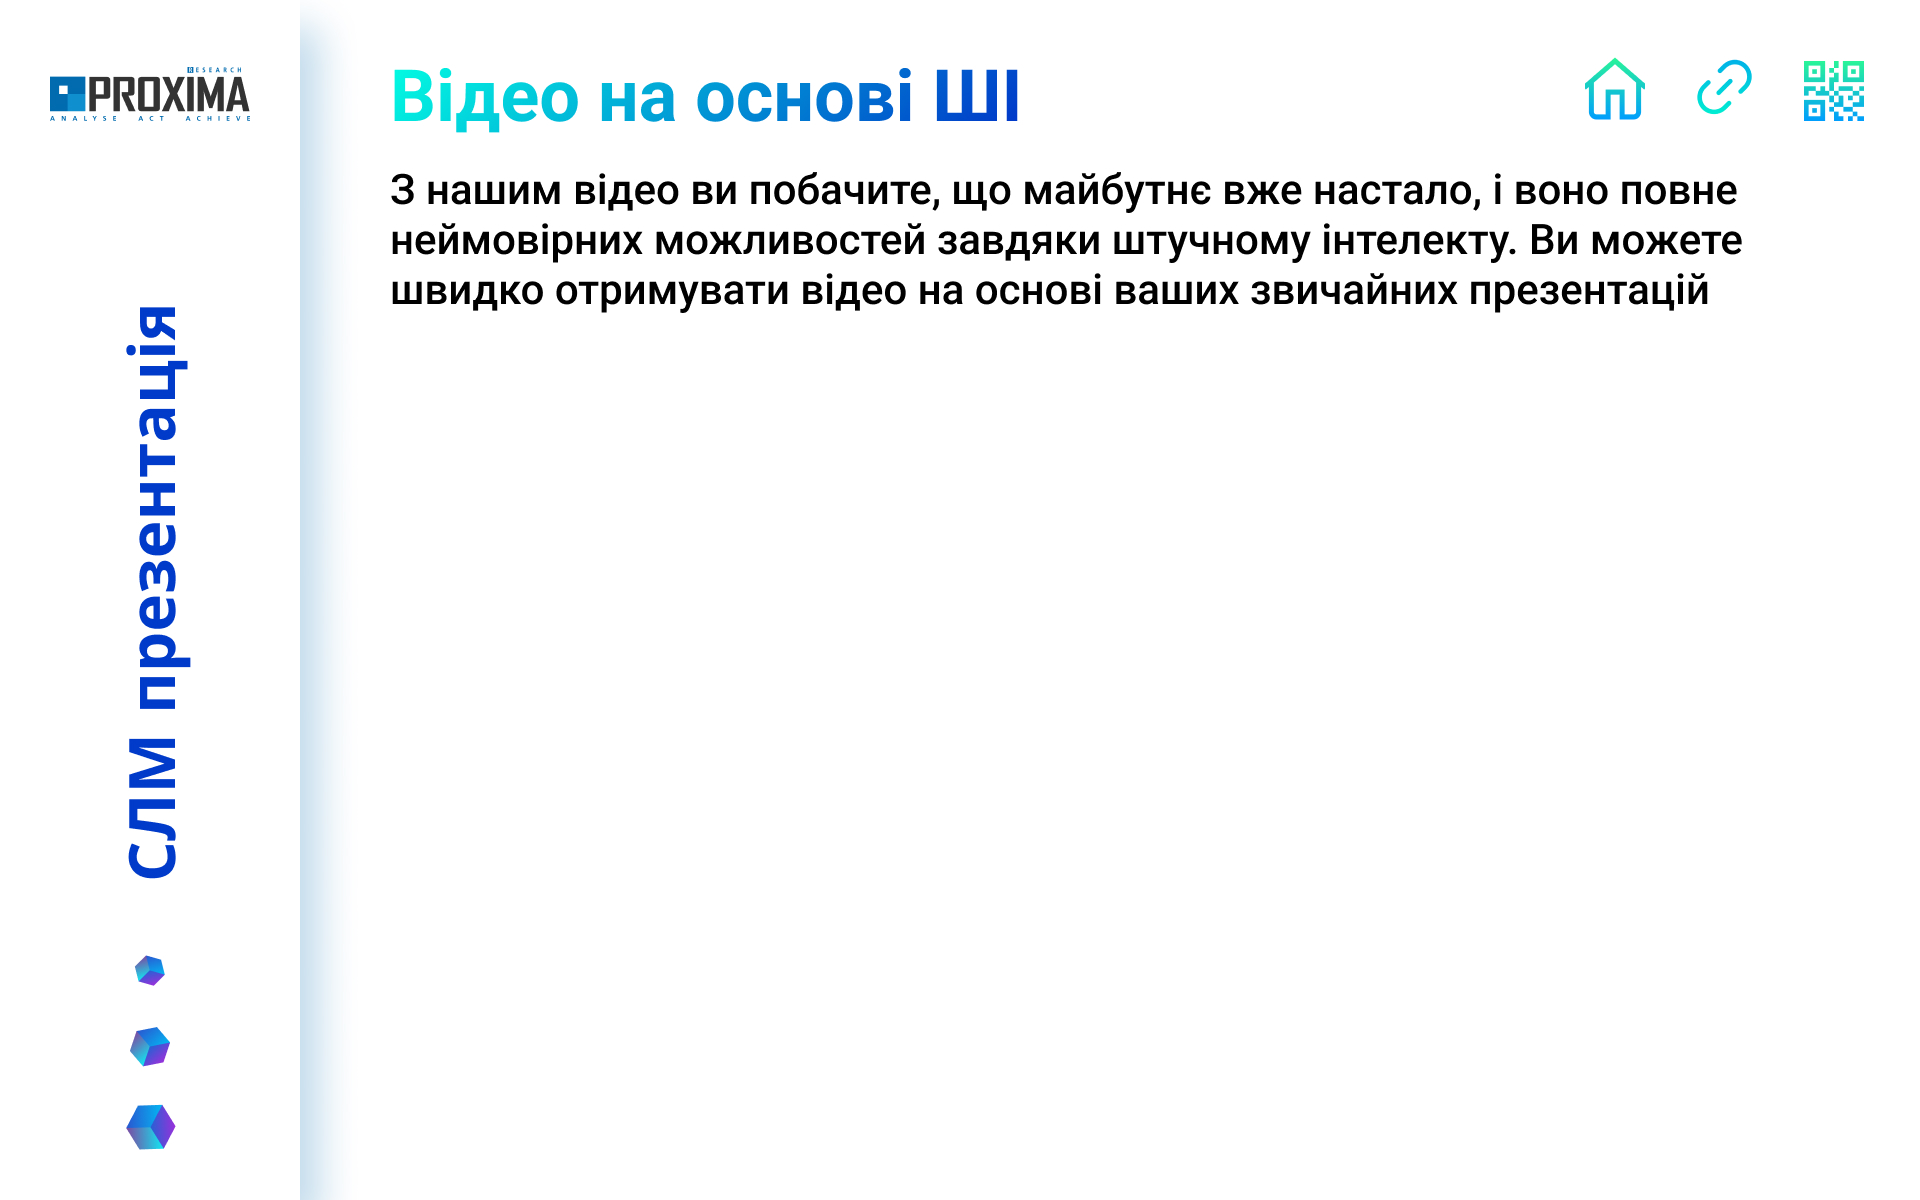 RESEARCH
PROXIMA
ANALYSE ACT ACHIEVE
СЛМ презентація
Відео на основі ШІ
З нашим відео ви побачите, що майбутнє вже настало, і воно повне
неймовірних можливостей завдяки штучному інтелекту. Ви можете
швидко отримувати відео на основі ваших звичайних презентацій